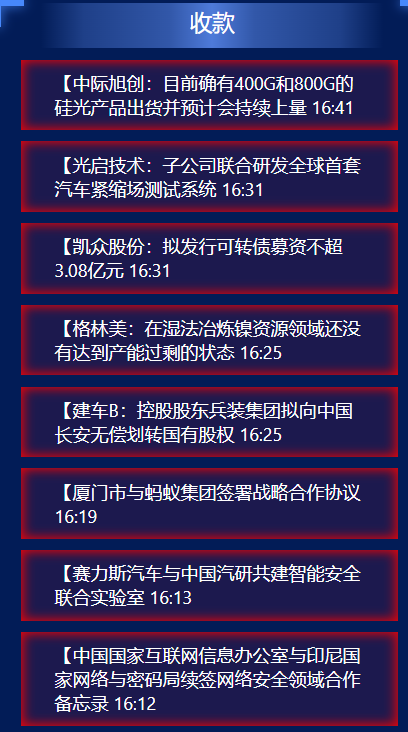 收款
【中际旭创：目前确有400G和800G的
硅光产品出货并预计会持续上量 16:41
【光启技术：子公司联合研发全球首套
汽车紧缩场测试系统 16:31
【凯众股份：拟发行可转债募资不超
3.08亿元 16:31
【格林美：在湿法冶炼镍资源领域还没
有达到产能过剩的状态 16:25
【建车B：控股股东兵装集团拟向中国
长安无偿划转国有股权 16:25
【厦门市与蚂蚁集团签署战略合作协议
16:19
【赛力斯汽车与中国汽研共建智能安全
联合实验室 16:13
【中国国家互联网信息办公室与印尼国
家网络与密码局续签网络安全领域合作
备忘录 16:12